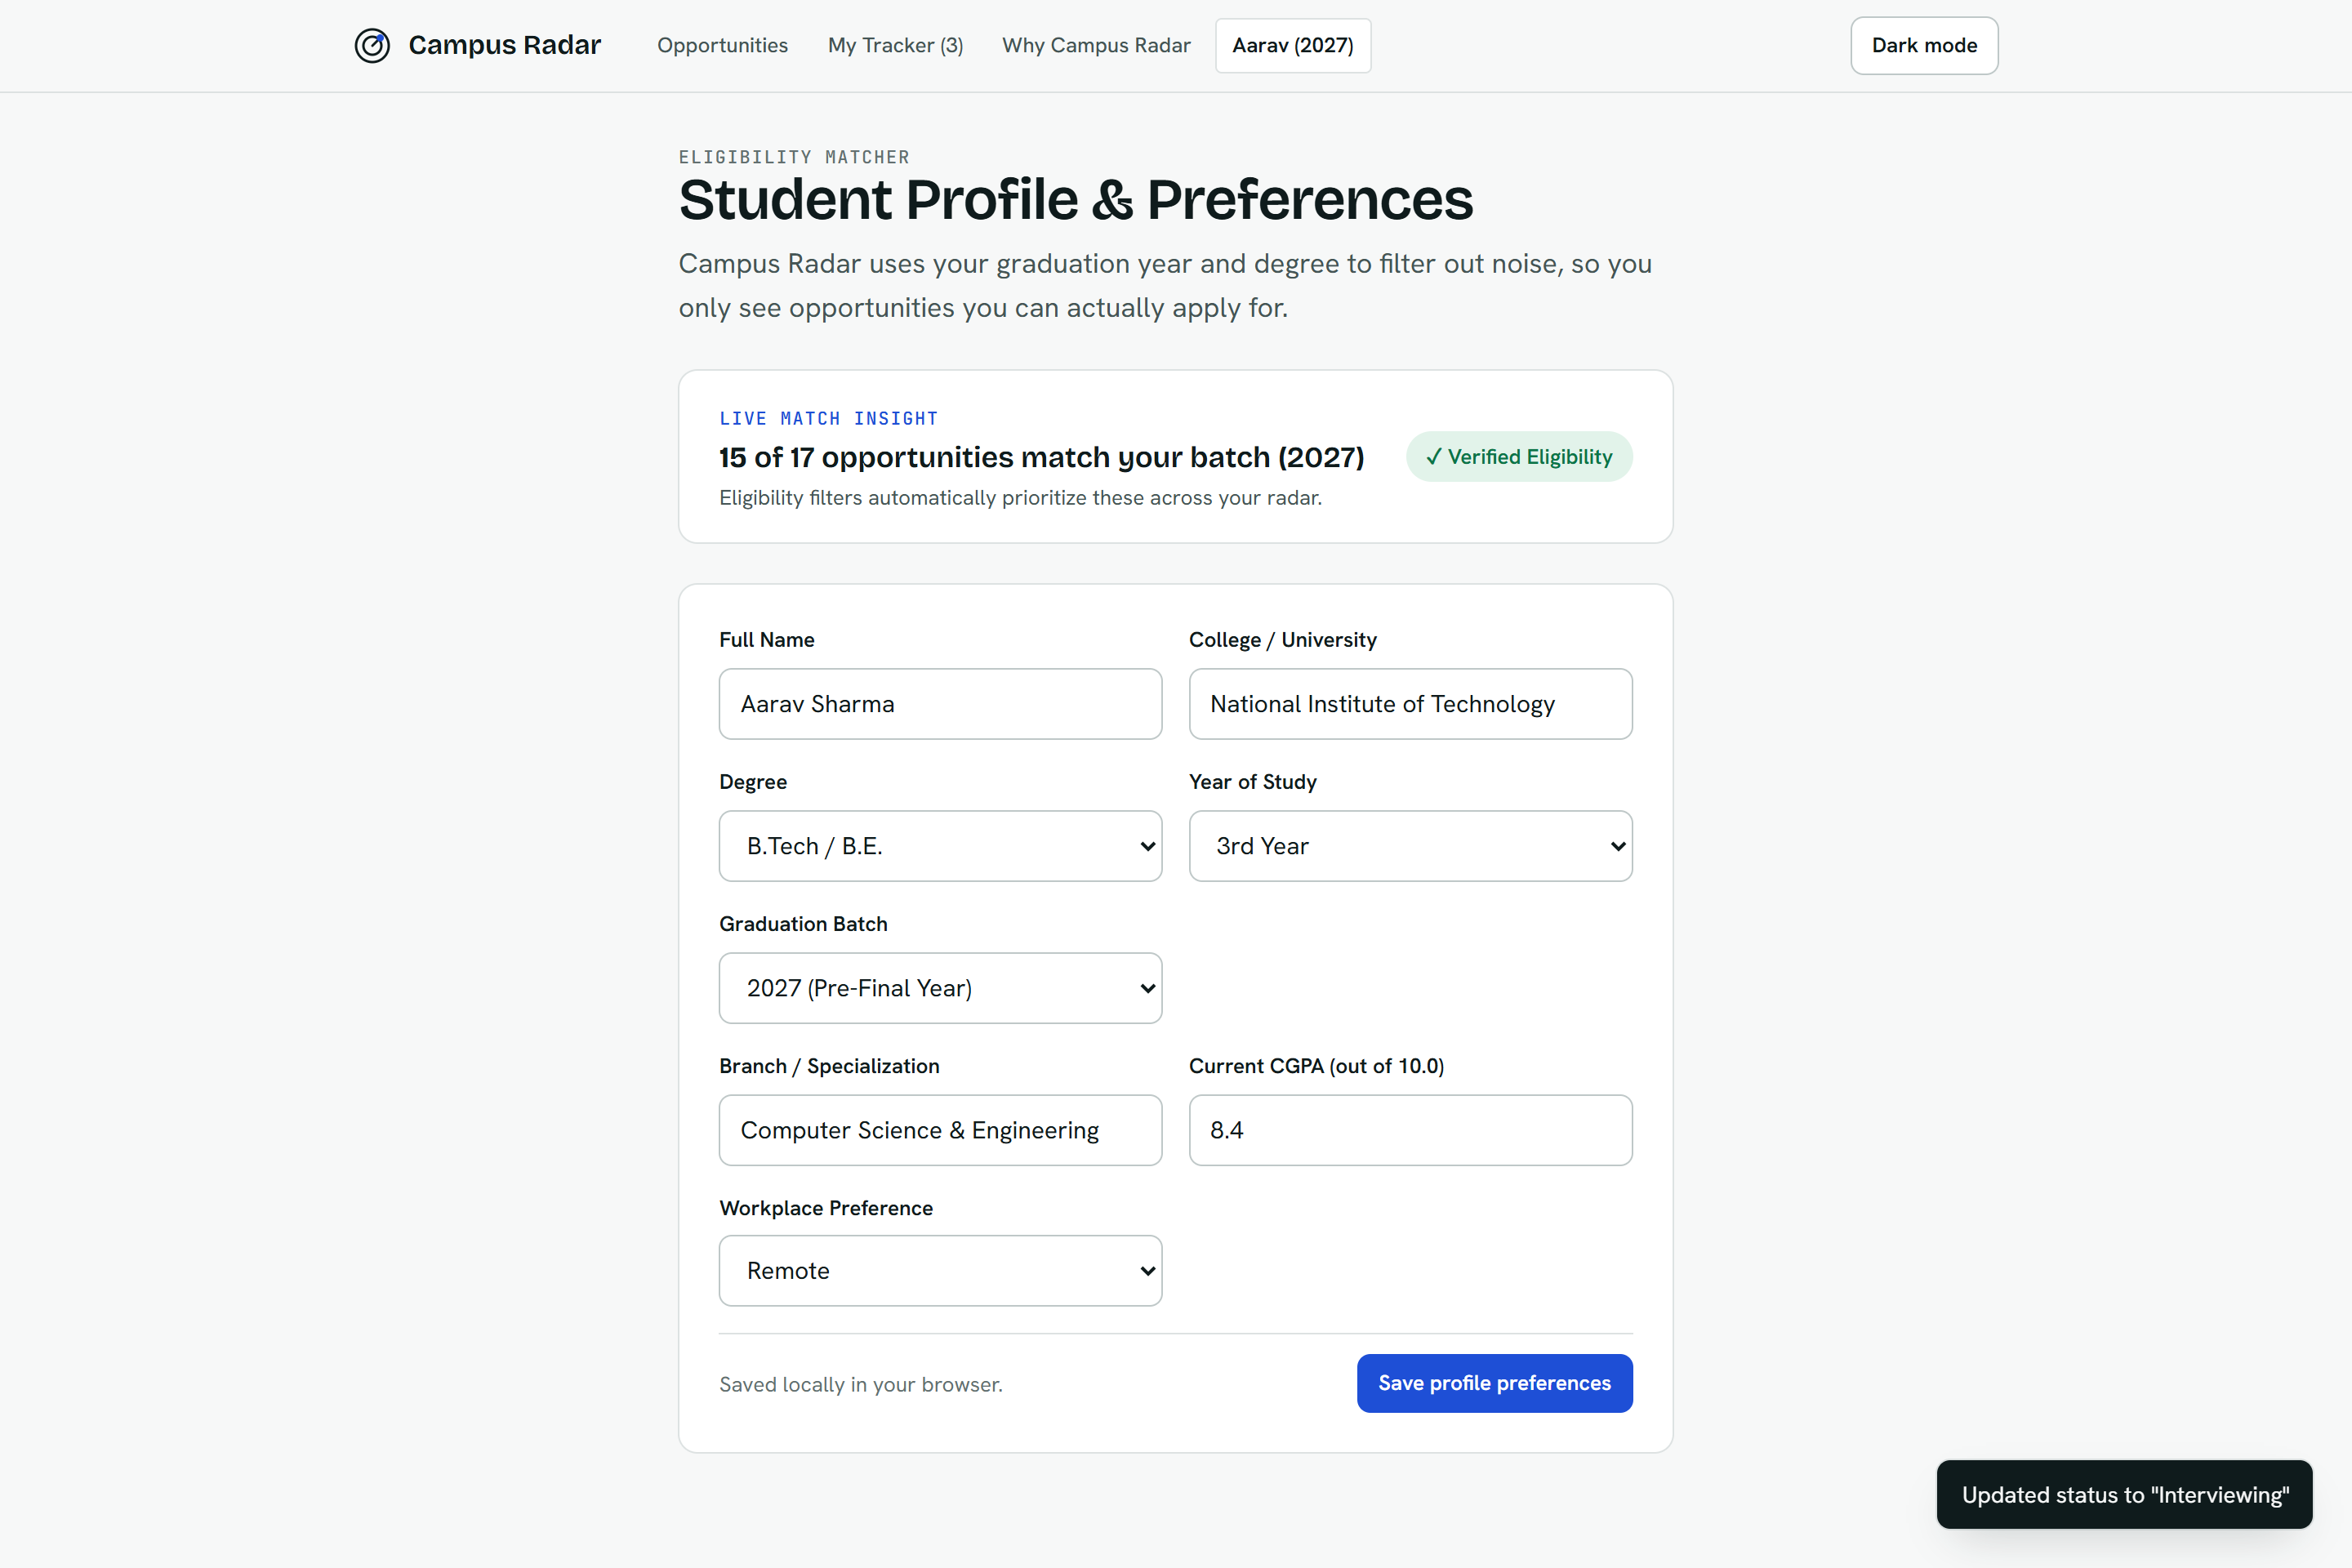 Campus Radar
Opportunities
My Tracker (3)
Why Campus Radar
Aarav (2027)
Dark mode
ELIGIBILITY MATCHER
Student Profile & Preferences
Campus Radar uses your graduation year and degree to filter out noise, so you
only see opportunities you can actually apply for.
LIVE MATCH INSIGHT
15 of 17 opportunities match your batch (2027)
Eligibility filters automatically prioritize these across your radar.
✓ Verified Eligibility
Full Name
College / University
Aarav Sharma
National Institute of Technology
Degree
Year of Study
B.Tech / B.E.
3rd Year
Graduation Batch
2027 (Pre-Final Year)
Branch / Specialization
Current CGPA (out of 10.0)
Computer Science & Engineering
8.4
Workplace Preference
Remote
Saved locally in your browser.
Save profile preferences
Updated status to "Interviewing"